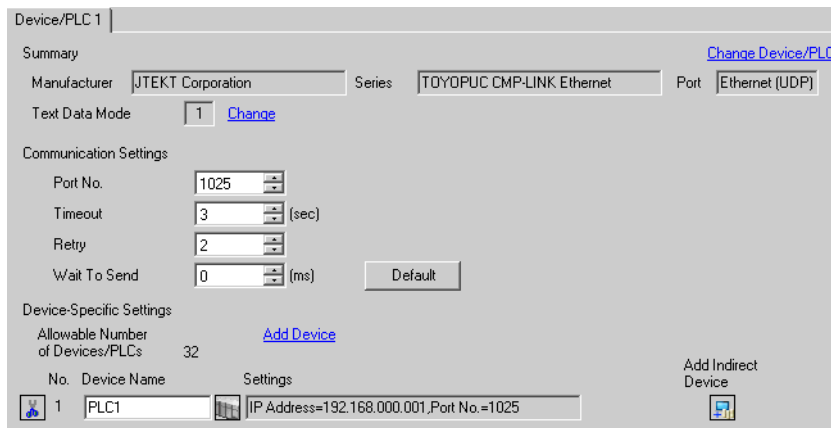 Device/PLC 1
Summary
Change Device/PLC
Manufacturer JTEKT Corporation Series TOYOPUC CMP-LINK Ethernet Port Ethernet (UDP)
Text Data Mode 1 Change
Communication Settings
Port No. 1025
Timeout 3 (sec)
Retry 2
Wait To Send 0 (ms) Default
Device-Specific Settings
Allowable Number
of Devices/PLCs 32
Add Device
Add Indirect
Device
No. Device Name Settings
1 PLC1 IP Address=192.168.000.001,Port No.=1025